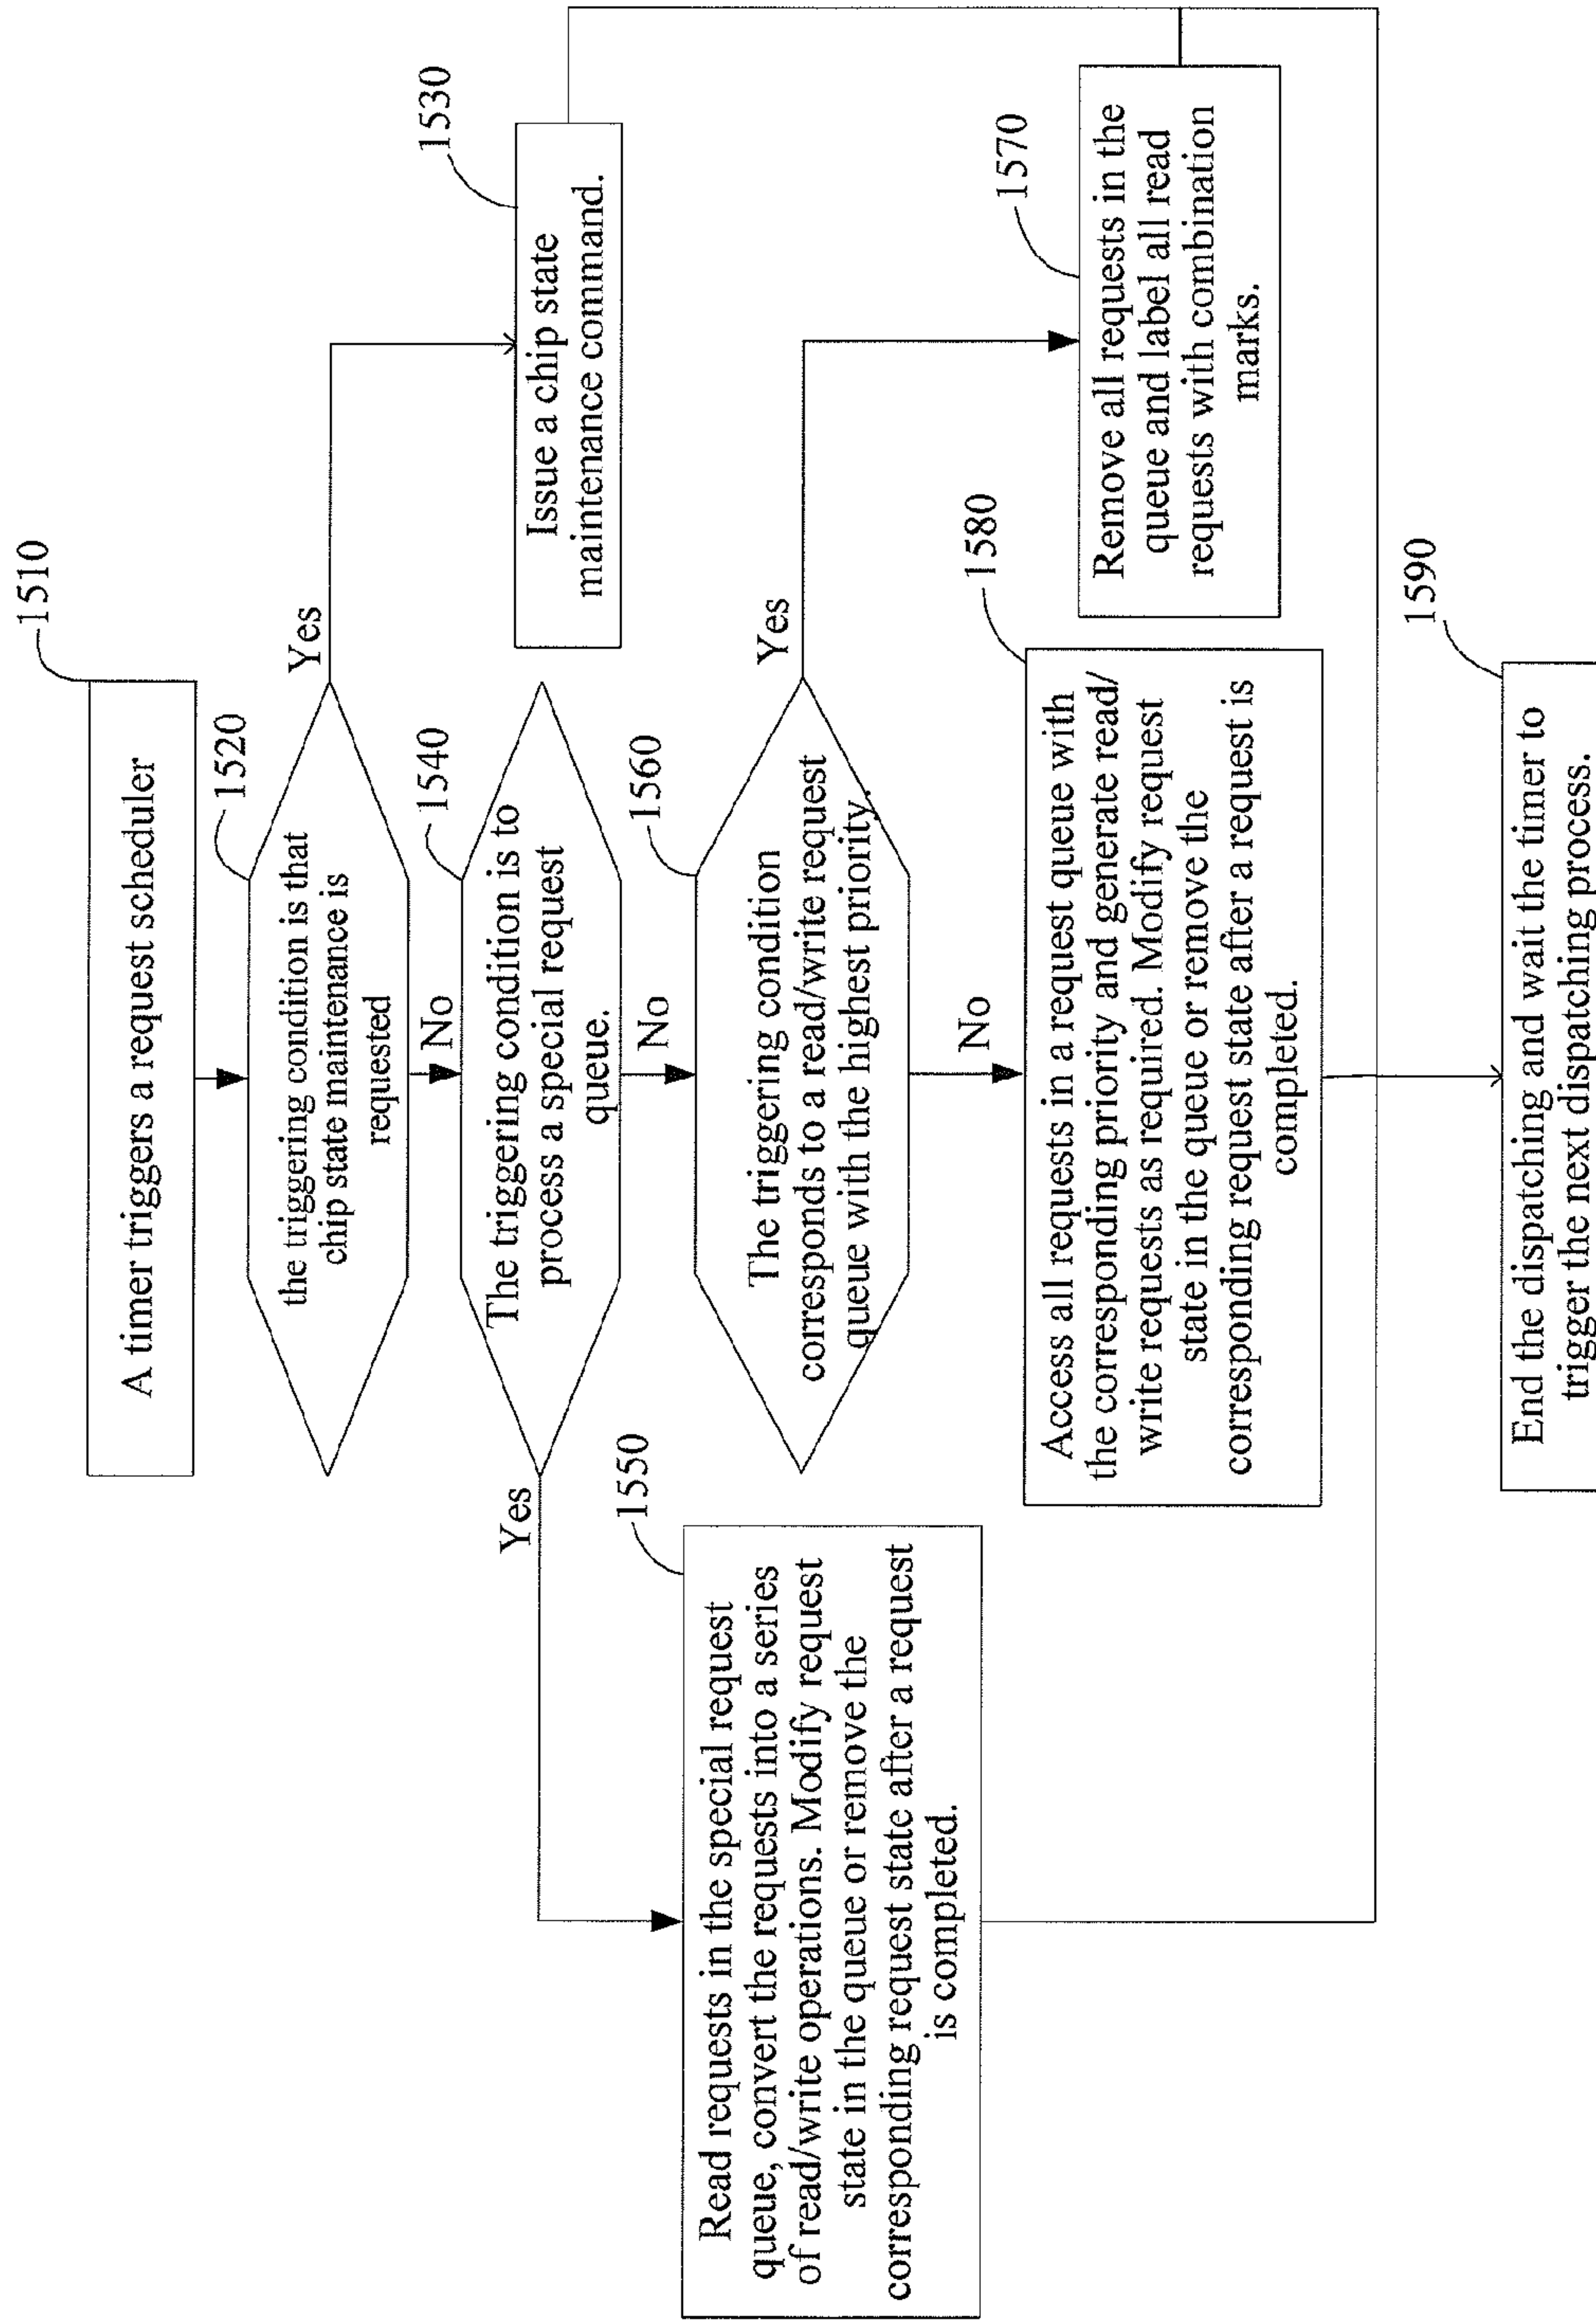 1510
A timer triggers a request scheduler
1520
the triggering condition is that
chip state maintenance is
requested
Yes
No
1530
Issue a chip state
maintenance command.
1540
The triggering condition is to
process a special request
queue.
Yes
No
1550
Read requests in the special request
queue, convert the requests into a series
of read/write operations. Modify request
state in the queue or remove the
corresponding request state after a request
is completed.
1560
The triggering condition
corresponds to a read/write request
queue with the highest priority.
Yes
No
1570
Remove all requests in the
queue and label all read
requests with combination
marks.
1580
Access all requests in a request queue with
the corresponding priority and generate read/
write requests as required. Modify request
state in the queue or remove the
corresponding request state after a request is
completed.
1590
End the dispatching and wait the timer to
trigger the next dispatching process.